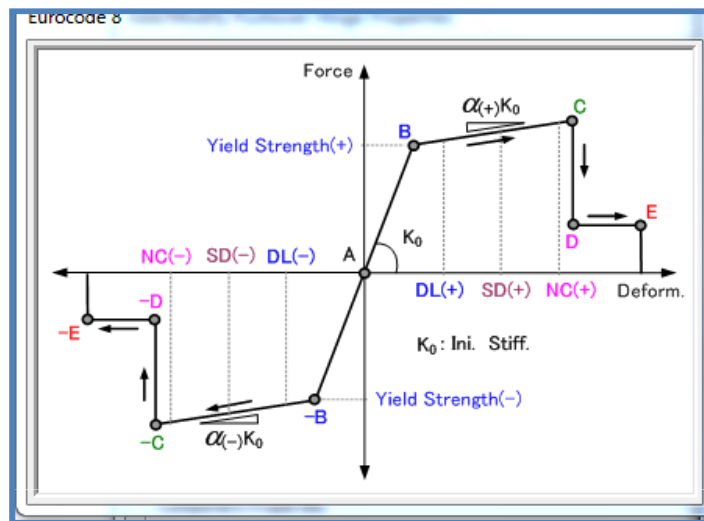 Eurocode 8
Force
α(+)K₀
C
B
Yield Strength(+)
E
D
K₀
A
NC(-) SD(-) DL(-)
DL(+) SD(+) NC(+) Deform.
-D
-E
K₀: Ini. Stiff.
Yield Strength(-)
-B
-C
α(-)K₀